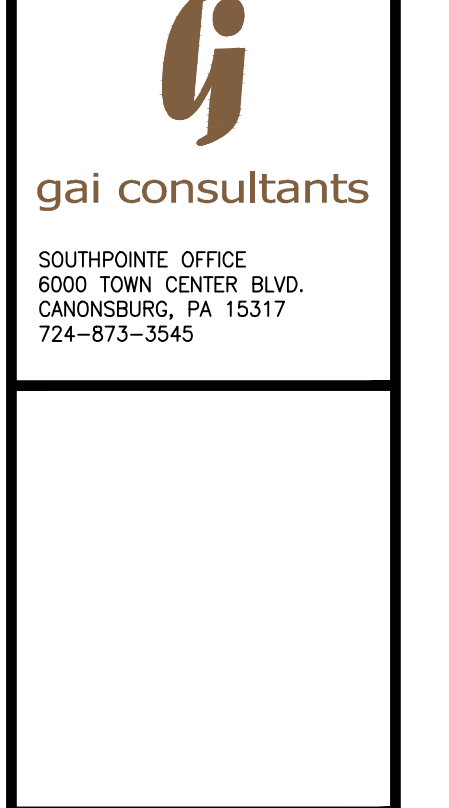 gai consultants
SOUTHPOINTE OFFICE
6000 TOWN CENTER BLVD.
CANONSBURG, PA 15317
724-873-3545